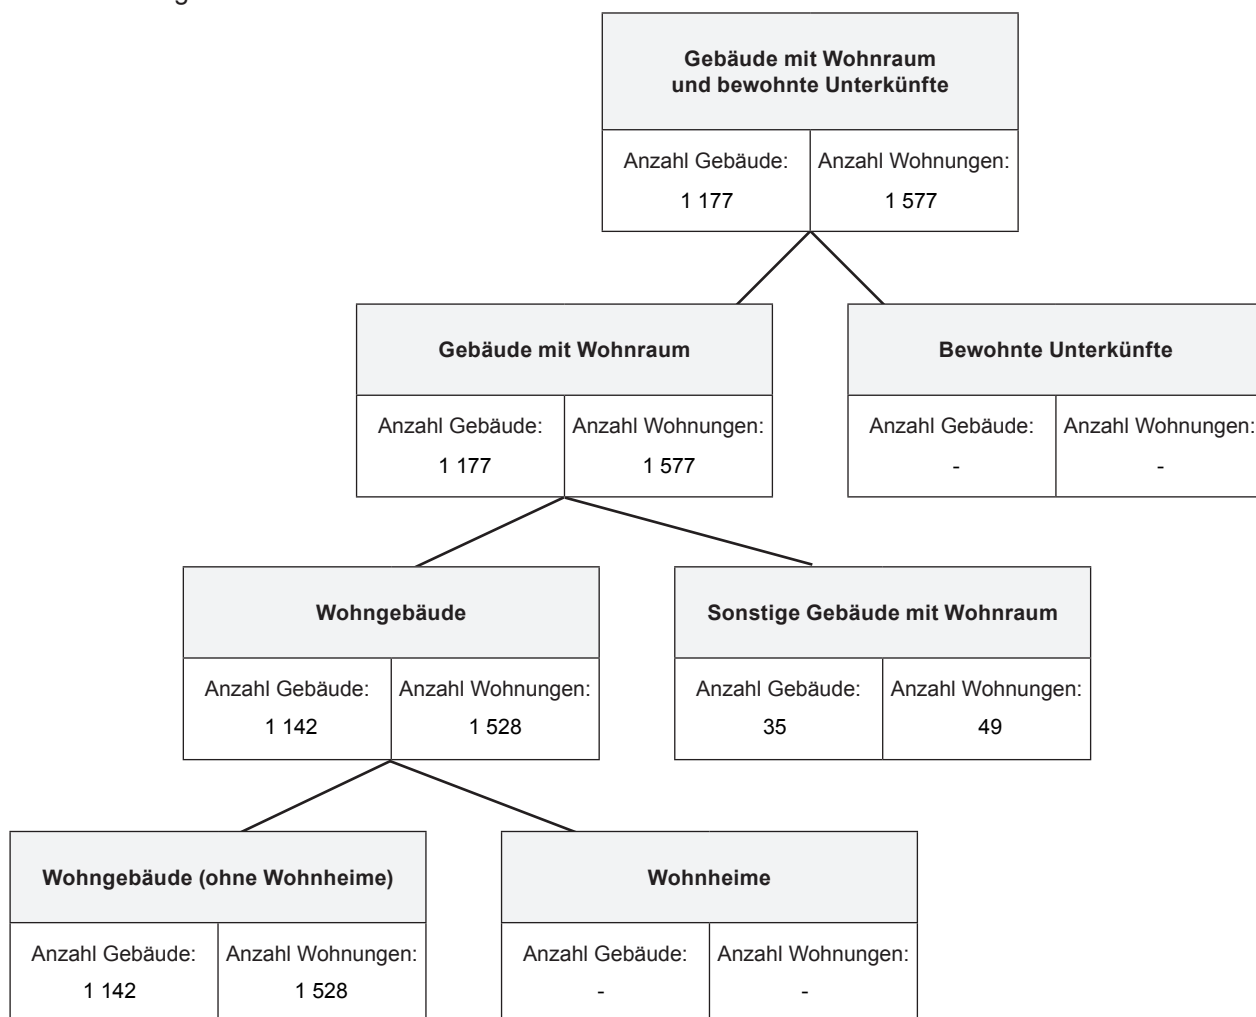 Gebäude mit Wohnraum
und bewohnte Unterkünfte
Anzahl Gebäude: Anzahl Wohnungen:
1 177 1 577
Gebäude mit Wohnraum Bewohnte Unterkünfte
Anzahl Gebäude: Anzahl Wohnungen: Anzahl Gebäude: Anzahl Wohnungen:
1 177 1 577 - -
Wohngebäude Sonstige Gebäude mit Wohnraum
Anzahl Gebäude: Anzahl Wohnungen: Anzahl Gebäude: Anzahl Wohnungen:
1 142 1 528 35 49
Wohngebäude (ohne Wohnheime) Wohnheime
Anzahl Gebäude: Anzahl Wohnungen: Anzahl Gebäude: Anzahl Wohnungen:
1 142 1 528 - -